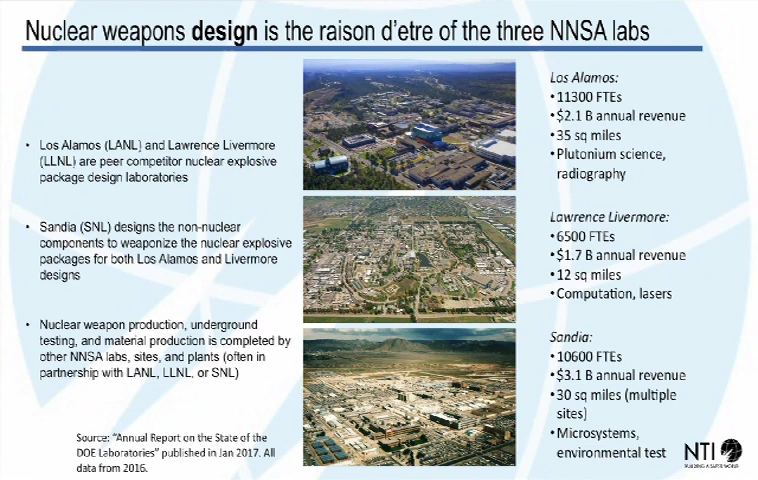 Nuclear weapons design is the raison d'etre of the three NNSA labs
• Los Alamos (LANL) and Lawrence Livermore
(LLNL) are peer competitor nuclear explosive
package design laboratories
• Sandia (SNL) designs the non-nuclear
components to weaponize the nuclear explosive
packages for both Los Alamos and Livermore
designs
• Nuclear weapon production, underground
testing, and material production is completed by
other NNSA labs, sites, and plants (often in
partnership with LANL, LLNL, or SNL)
Source: "Annual Report on the State of the
DOE Laboratories" published in Jan 2017. All
data from 2016.
Los Alamos:
•11300 FTEs
•$2.1 B annual revenue
•35 sq miles
•Plutonium science,
radiography
Lawrence Livermore:
•6500 FTEs
•$1.7 B annual revenue
•12 sq miles
•Computation, lasers
Sandia:
•10600 FTEs
•$3.1 B annual revenue
•30 sq miles (multiple
sites)
•Microsystems,
environmental test
NTI
BUILDING A SAFER WORLD